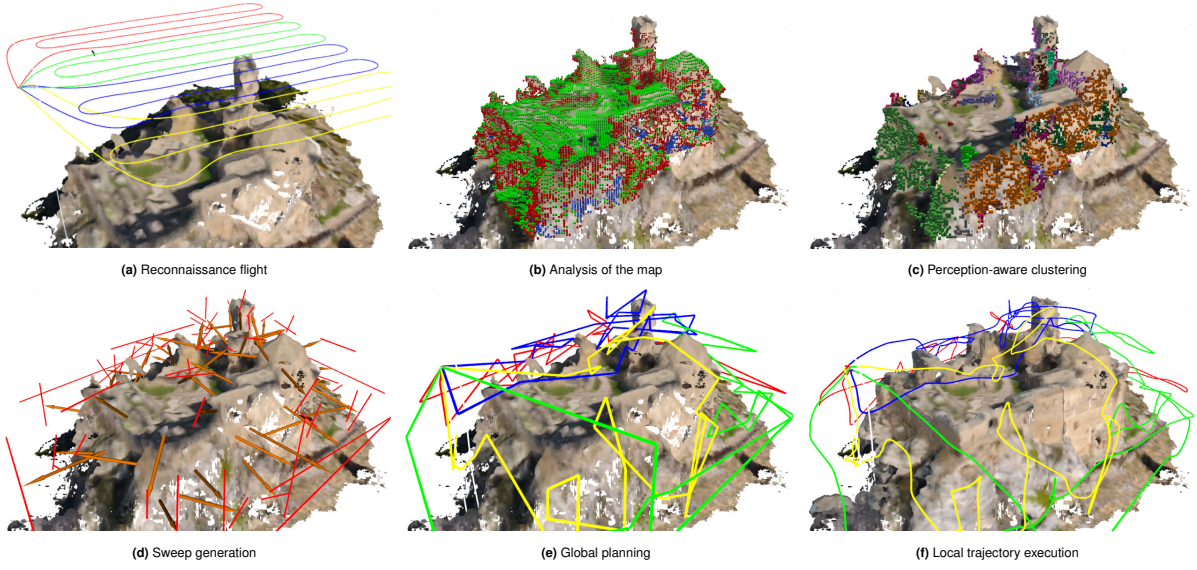 (a) Reconnaissance flight
(b) Analysis of the map
(c) Perception-aware clustering
(d) Sweep generation
(e) Global planning
(f) Local trajectory execution